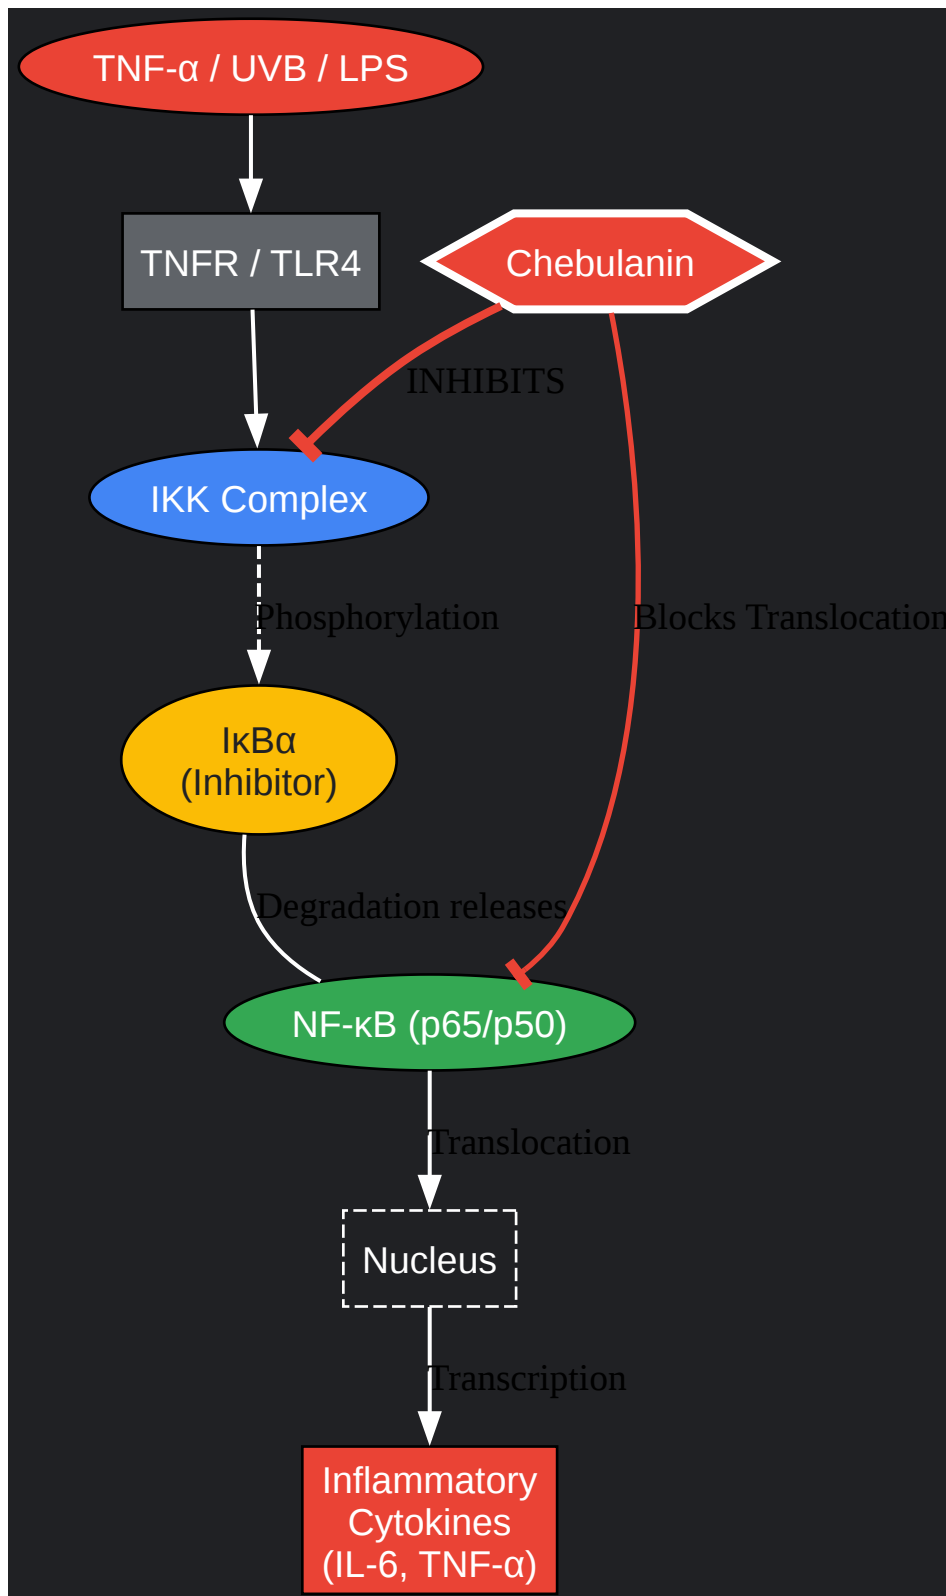 TNF-α / UVB / LPS
TNFR / TLR4
Chebulanin
INHIBITS
IKK Complex
Phosphorylation
Blocks Translocation
IκBα
(Inhibitor)
Degradation releases
NF-κB (p65/p50)
Translocation
Nucleus
Transcription
Inflammatory
Cytokines
(IL-6, TNF-α)